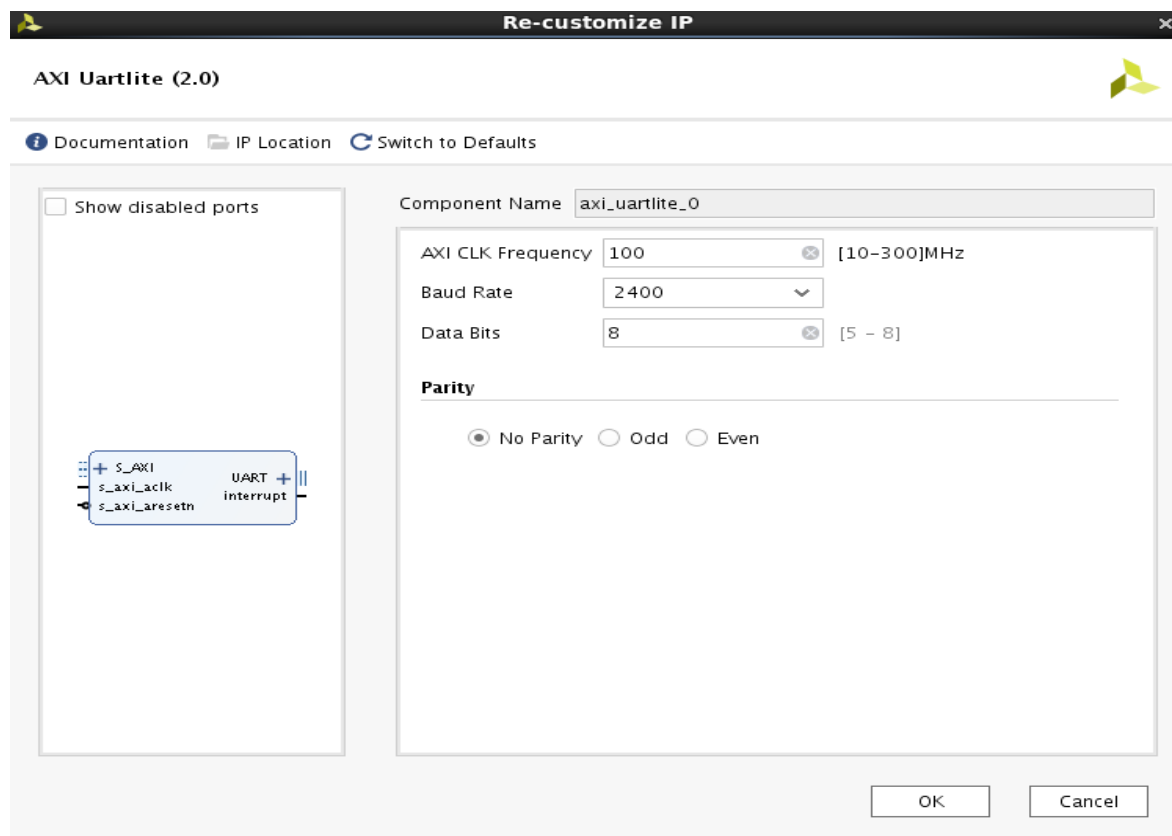 Re-customize IP
AXI Uartlite (2.0)
Documentation IP Location Switch to Defaults
Show disabled ports
S_AXI
s_axi_aclk
s_axi_aresetn
UART
interrupt
Component Name axi_uartlite_0
AXI CLK Frequency 100 [10-300]MHz
Baud Rate 2400
Data Bits 8 [5 - 8]
Parity
No Parity Odd Even
OK Cancel